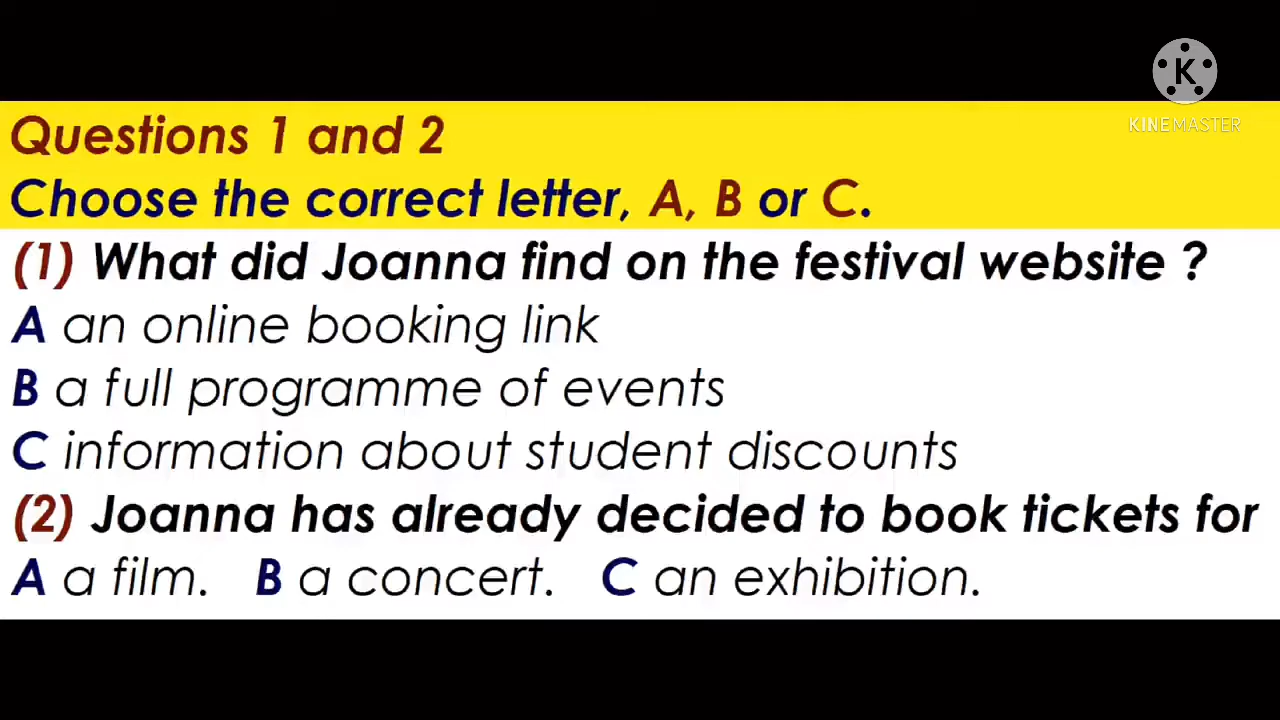 K
KINEMASTER
Questions 1 and 2
Choose the correct letter, A, B or C.
(1) What did Joanna find on the festival website ?
A an online booking link
B a full programme of events
C information about student discounts
(2) Joanna has already decided to book tickets for
A a film. B a concert. C an exhibition.